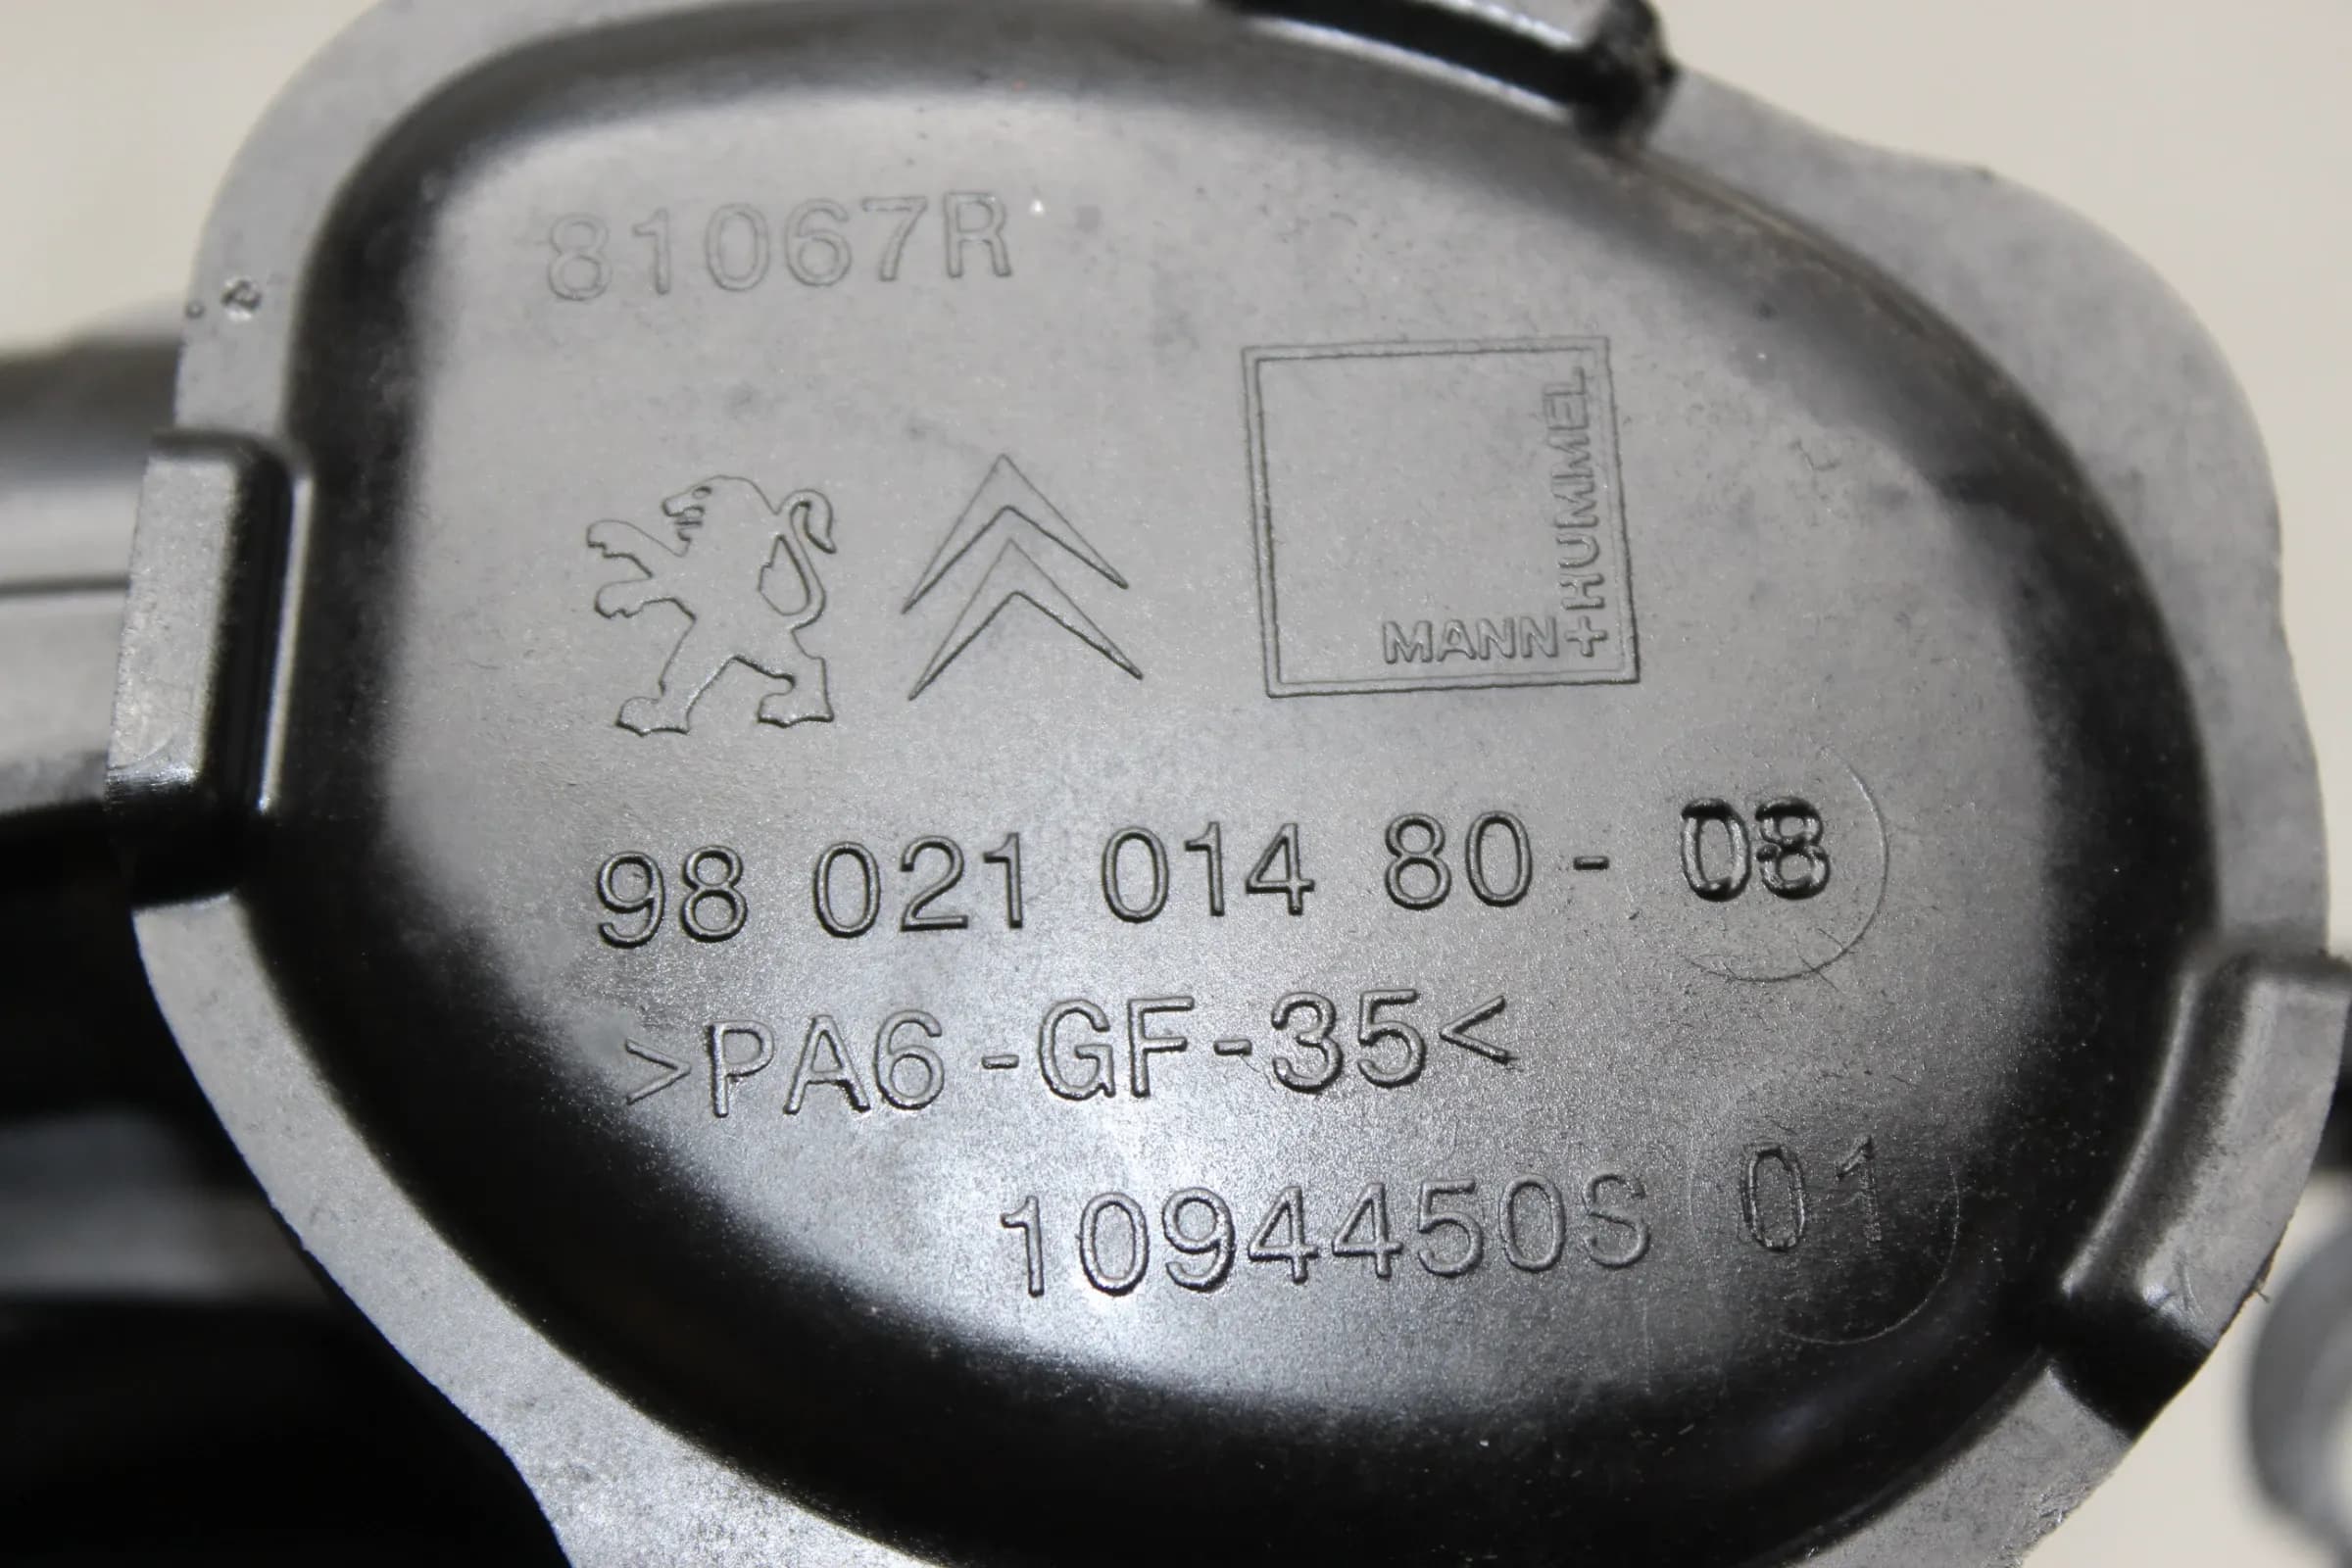 81067R
MANN+HUMMEL
98 021 014 80 - 08
>PA6-GF-35<
1094450S 01